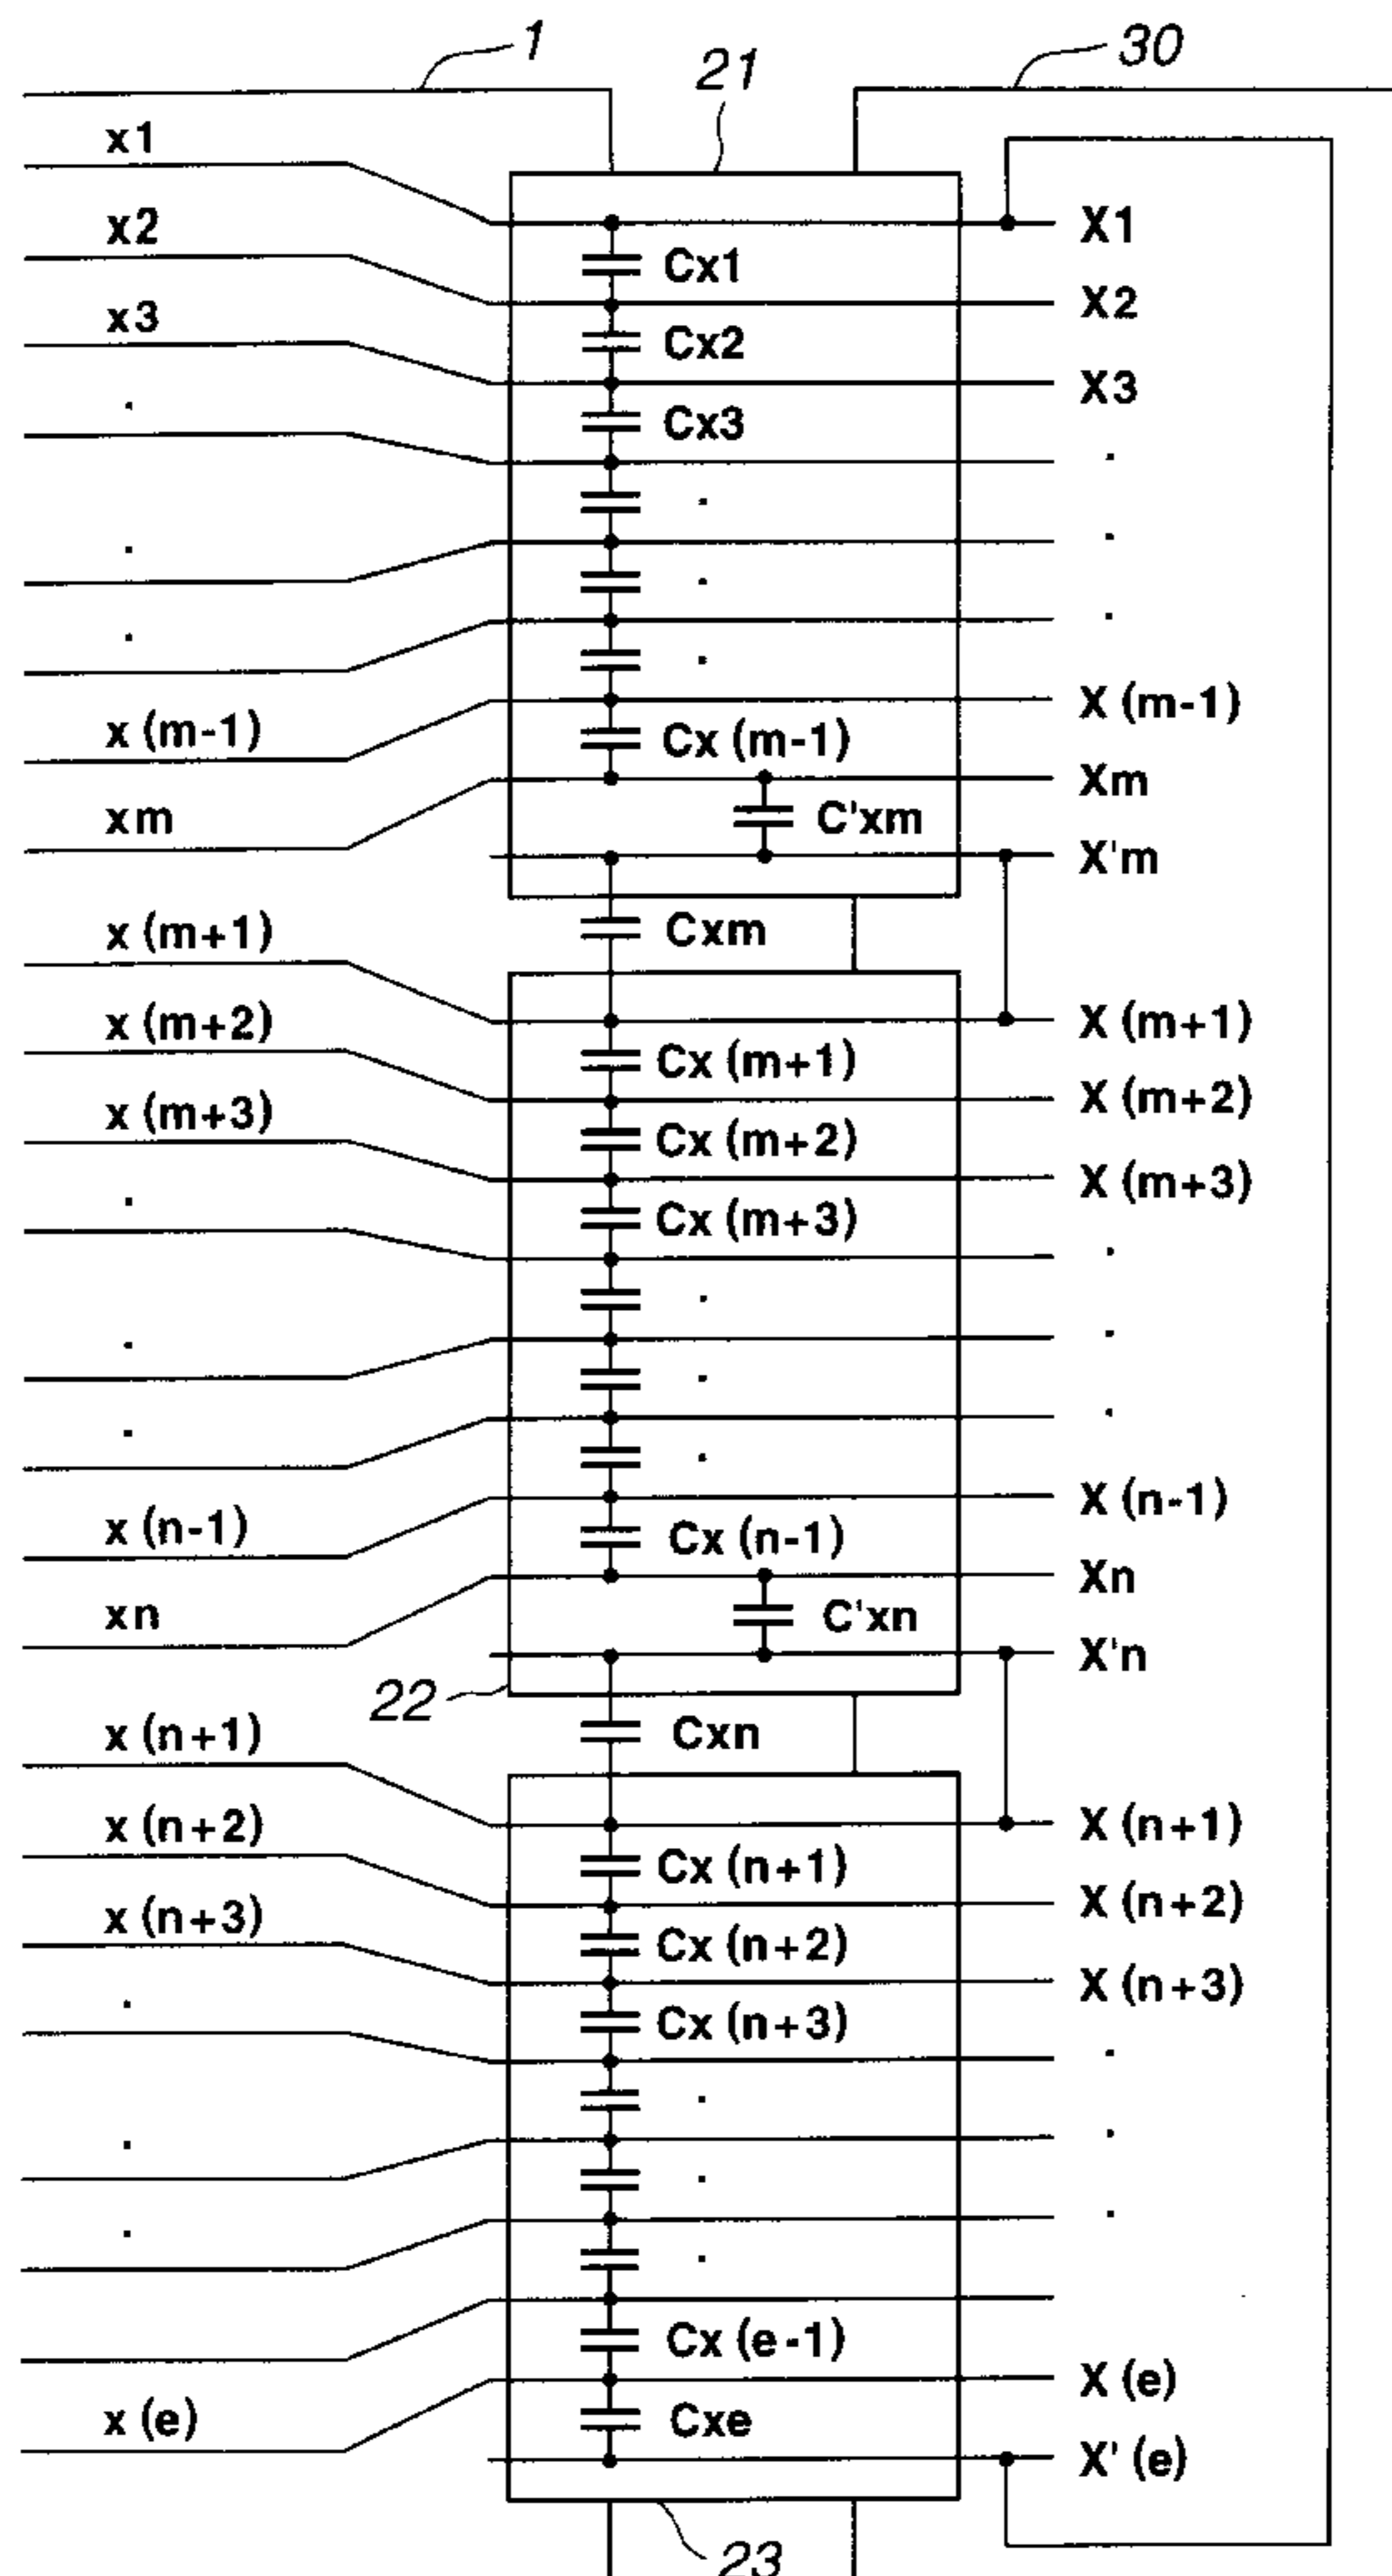 1
21
30
x1
X1
Cx1
x2
X2
Cx2
x3
X3
Cx3
.
.
.
.
.
.
.
.
.
X (m-1)
x (m-1)
Cx (m-1)
Xm
xm
C'xm
X'm
x (m+1)
Cxm
x (m+2)
X (m+1)
Cx (m+1)
x (m+3)
X (m+2)
Cx (m+2)
X (m+3)
.
Cx (m+3)
.
.
.
.
.
.
.
.
X (n-1)
x (n-1)
Cx (n-1)
Xn
xn
C'xn
X'n
22
x (n+1)
Cxn
x (n+2)
X (n+1)
Cx (n+1)
x (n+3)
X (n+2)
Cx (n+2)
X (n+3)
.
Cx (n+3)
.
.
.
.
.
.
.
.
Cx (e-1)
X (e)
x (e)
Cxe
X' (e)
23